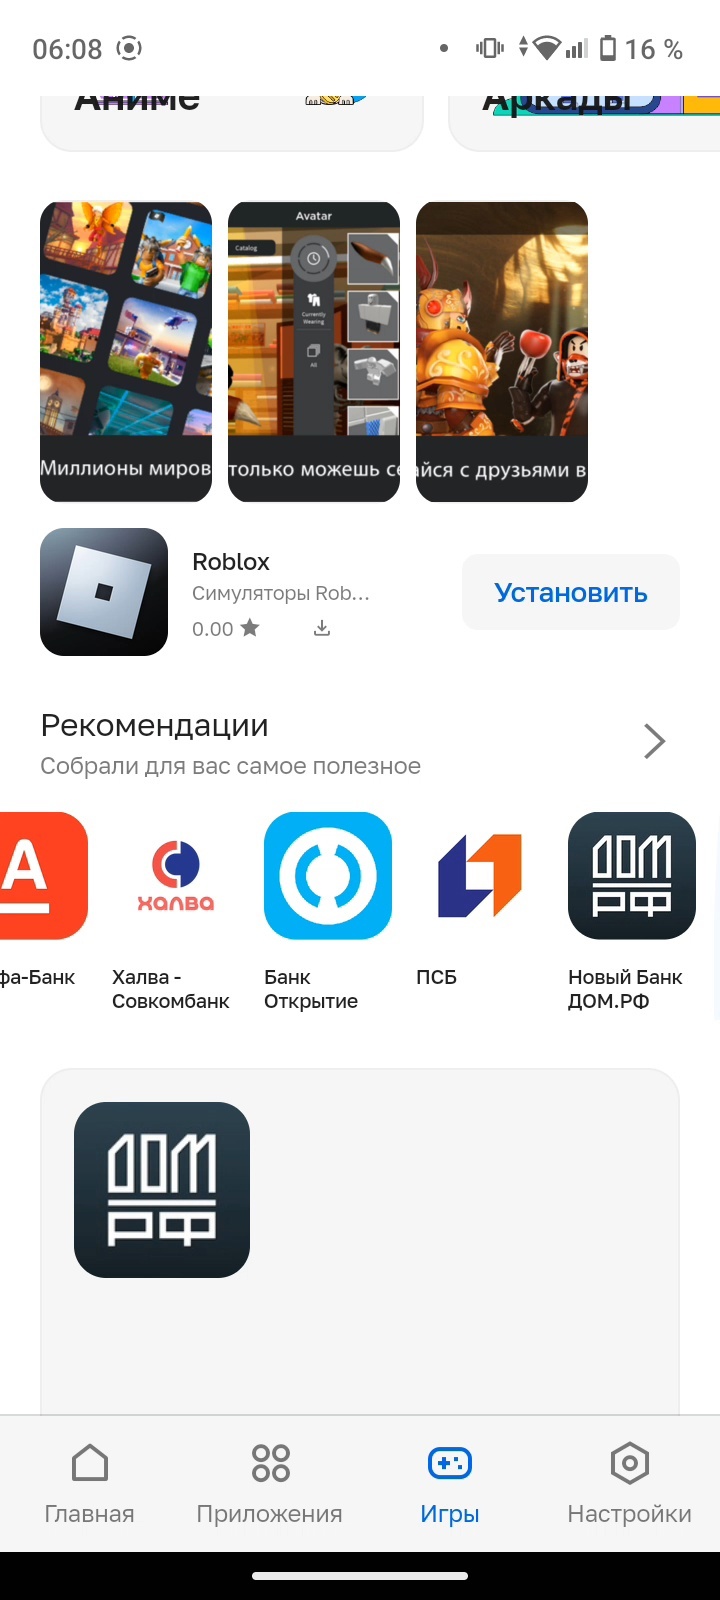 06:08
16 %
Аниме
Аркады
Avatar
Catalog
Currently
Wearing
All
Миллионы миров
только можешь се
айся с друзьями в
Roblox
Симуляторы Rob...
0.00
Установить
Рекомендации
Собрали для вас самое полезное
А
халва
ДОМ
РФ
фа-Банк
Халва -
Совкомбанк
Банк
Открытие
ПСБ
Новый Банк
ДОМ.РФ
ДОМ
РФ
Главная
Приложения
Игры
Настройки